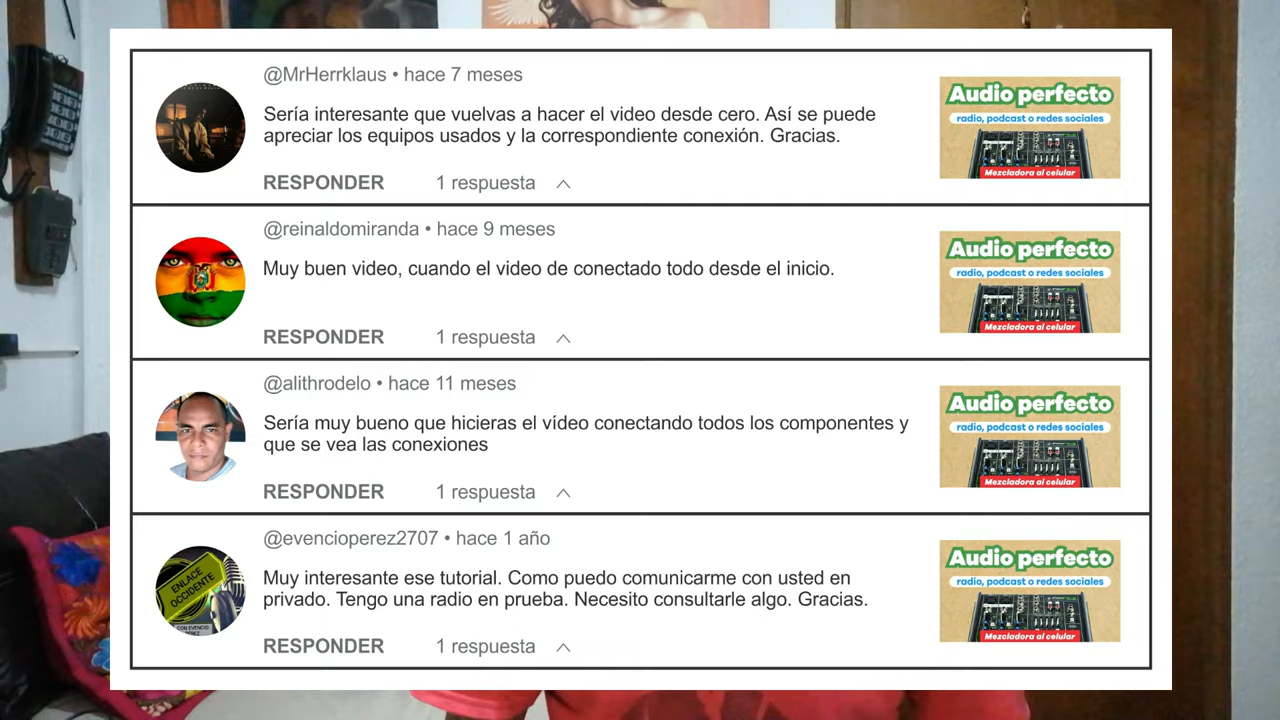 @MrHerrklaus • hace 7 meses
Sería interesante que vuelvas a hacer el video desde cero. Así se puede
apreciar los equipos usados y la correspondiente conexión. Gracias.
RESPONDER 1 respuesta
Audio perfecto
radio, podcast o redes sociales
Mezcladora al celular
@reinaldomiranda • hace 9 meses
Muy buen video, cuando el video de conectado todo desde el inicio.
RESPONDER 1 respuesta
Audio perfecto
radio, podcast o redes sociales
Mezcladora al celular
@alithrodelo • hace 11 meses
Sería muy bueno que hicieras el vídeo conectando todos los componentes y
que se vea las conexiones
RESPONDER 1 respuesta
Audio perfecto
radio, podcast o redes sociales
Mezcladora al celular
ENLACE
OCCIDENTE
CON EVENCIO
PEREZ
@evencioperez2707 • hace 1 año
Muy interesante ese tutorial. Como puedo comunicarme con usted en
privado. Tengo una radio en prueba. Necesito consultarle algo. Gracias.
RESPONDER 1 respuesta
Audio perfecto
radio, podcast o redes sociales
Mezcladora al celular